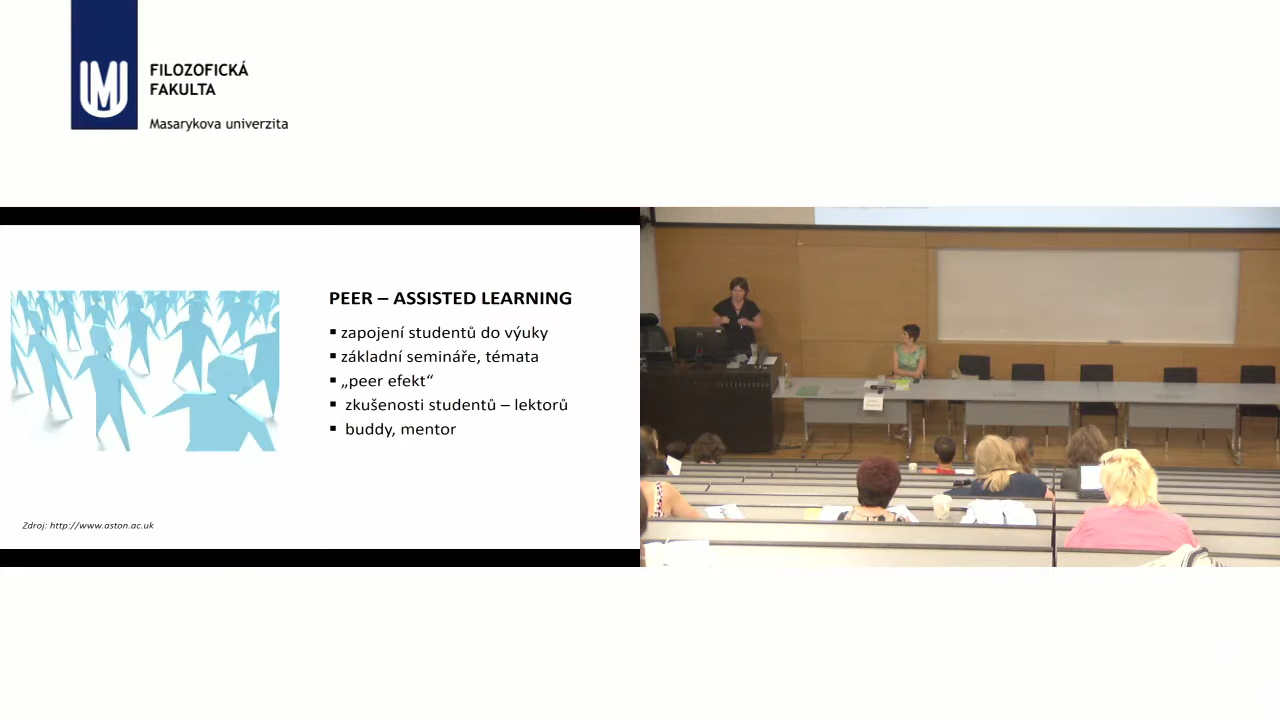 FILOZOFICKÁ
FAKULTA
Masarykova univerzita
PEER – ASSISTED LEARNING
▪ zapojení studentů do výuky
▪ základní semináře, témata
▪ „peer efekt“
▪ zkušenosti studentů – lektorů
▪ buddy, mentor
Zdroj: http://www.aston.ac.uk